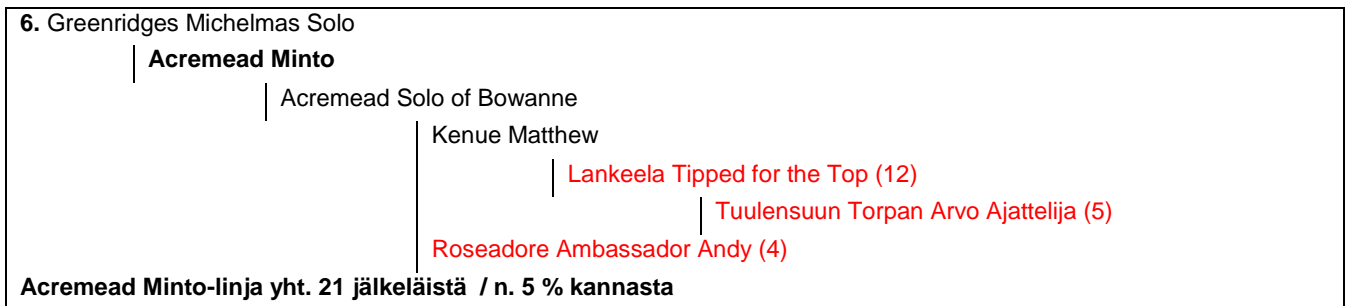 6. Greenridges Michelmas Solo
Acremead Minto
Acremead Solo of Bowanne
Kenue Matthew
Lankeela Tipped for the Top (12)
Tuulensuun Torpan Arvo Ajattelija (5)
Roseadore Ambassador Andy (4)
Acremead Minto-linja yht. 21 jälkeläistä / n. 5 % kannasta